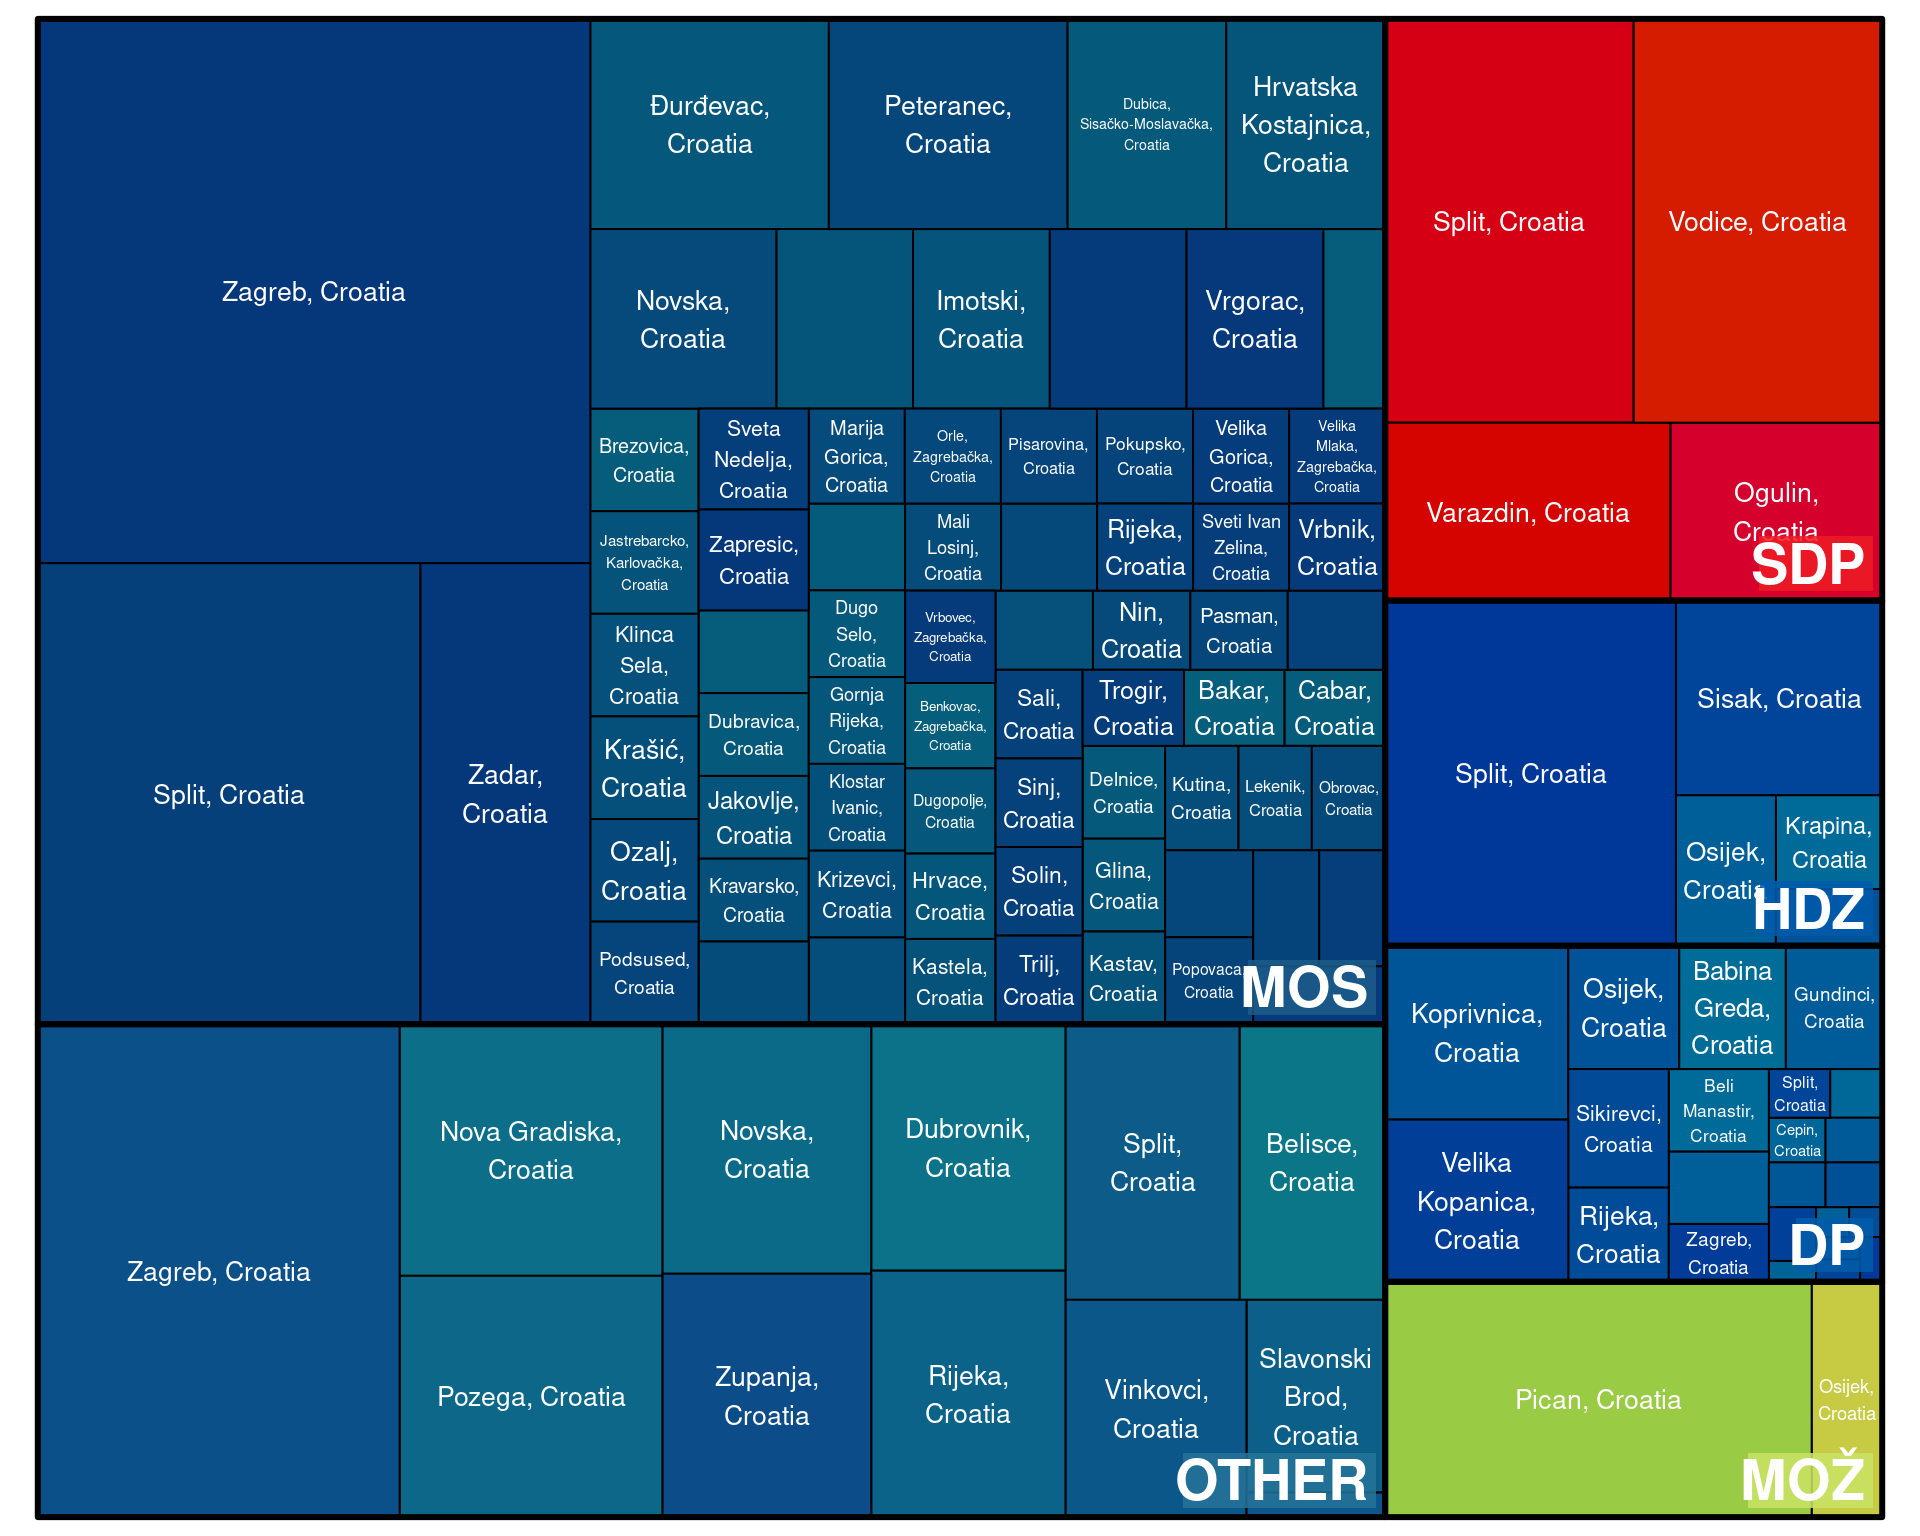 Zagreb, Croatia
Split, Croatia
Zadar,
Croatia
Đurđevac,
Croatia
Peteranec,
Croatia
Dubica,
Sisačko-Moslavačka,
Croatia
Hrvatska
Kostajnica,
Croatia
Novska,
Croatia
Imotski,
Croatia
Vrgorac,
Croatia
Brezovica,
Croatia
Jastrebarcko,
Karlovačka,
Croatia
Klinca
Sela,
Croatia
Krašić,
Croatia
Ozalj,
Croatia
Podsused,
Croatia
Sveta
Nedelja,
Croatia
Zapresic,
Croatia
Dubravica,
Croatia
Jakovlje,
Croatia
Kravarsko,
Croatia
Marija
Gorica,
Croatia
Dugo
Selo,
Croatia
Gornja
Rijeka,
Croatia
Klostar
Ivanic,
Croatia
Krizevci,
Croatia
Orle,
Zagrebačka,
Croatia
Pisarovina,
Croatia
Pokupsko,
Croatia
Velika
Gorica,
Croatia
Velika
Mlaka,
Zagrebačka,
Croatia
Mali
Losinj,
Croatia
Rijeka,
Croatia
Sveti Ivan
Zelina,
Croatia
Vrbnik,
Croatia
Vrbovec,
Zagrebačka,
Croatia
Benkovac,
Zagrebačka,
Croatia
Dugopolje,
Croatia
Hrvace,
Croatia
Kastela,
Croatia
Nin,
Croatia
Pasman,
Croatia
Sali,
Croatia
Sinj,
Croatia
Solin,
Croatia
Trilj,
Croatia
Trogir,
Croatia
Bakar,
Croatia
Cabar,
Croatia
Delnice,
Croatia
Glina,
Croatia
Kastav,
Croatia
Kutina,
Croatia
Lekenik,
Croatia
Obrovac,
Croatia
Popovaca,
Croatia
MOS
Zagreb, Croatia
Nova Gradiska,
Croatia
Pozega, Croatia
Novska,
Croatia
Zupanja,
Croatia
Dubrovnik,
Croatia
Rijeka,
Croatia
Split,
Croatia
Belisce,
Croatia
Vinkovci,
Croatia
Slavonski
Brod,
Croatia
OTHER
Split, Croatia
Vodice, Croatia
Varazdin, Croatia
Ogulin,
Croatia
SDP
Split, Croatia
Sisak, Croatia
Osijek,
Croatia
Krapina,
Croatia
HDZ
Koprivnica,
Croatia
Velika
Kopanica,
Croatia
Osijek,
Croatia
Babina
Greda,
Croatia
Gundinci,
Croatia
Sikirevci,
Croatia
Rijeka,
Croatia
Beli
Manastir,
Croatia
Zagreb,
Croatia
Split,
Croatia
Cepin,
Croatia
DP
Pican, Croatia
Osijek,
Croatia
MOŽ